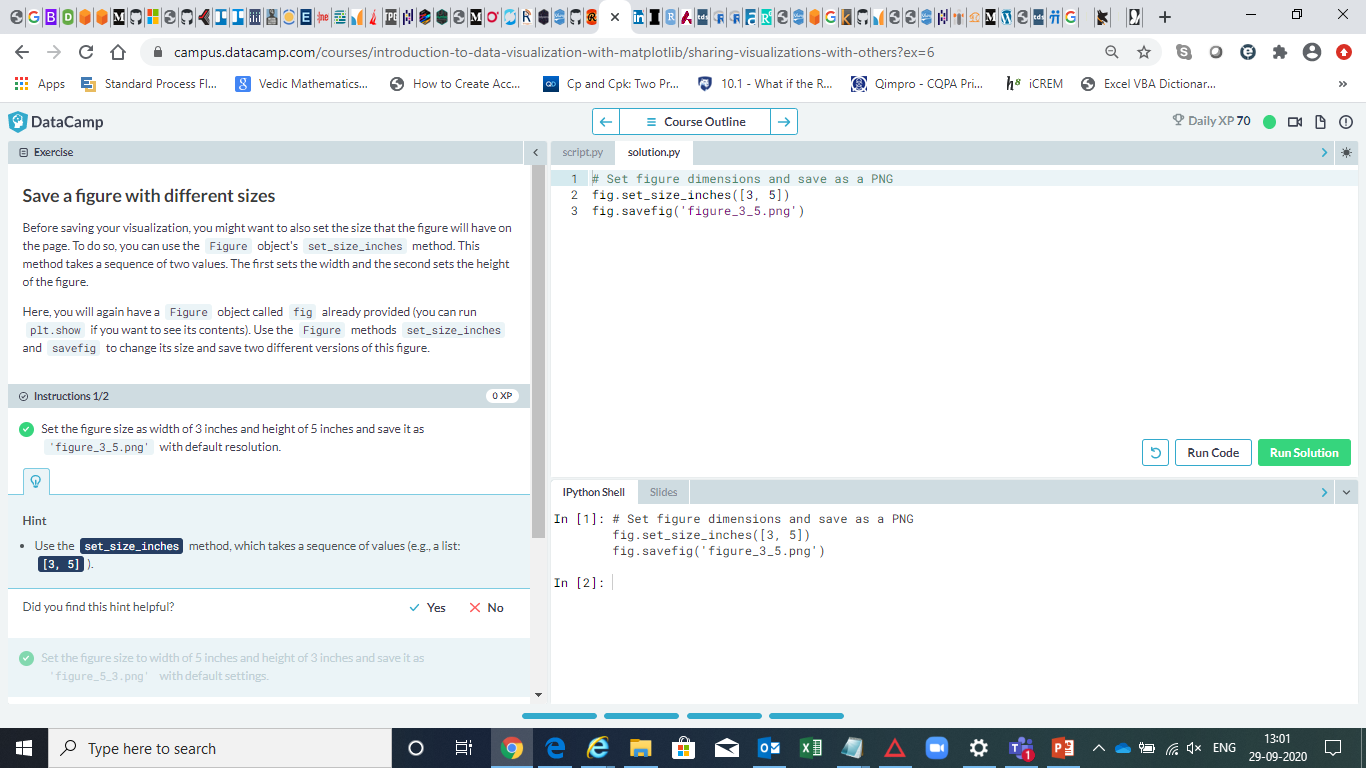 campus.datacamp.com/courses/introduction-to-data-visualization-with-matplotlib/sharing-visualizations-with-others?ex=6
Apps Standard Process Fl... Vedic Mathematics... How to Create Acc... Cp and Cpk: Two Pr... 10.1 - What if the R... Qimpro - CQPA Pri... iCREM Excel VBA Dictionar... »
DataCamp Course Outline Daily XP 70
Exercise
Save a figure with different sizes
Before saving your visualization, you might want to also set the size that the figure will have on
the page. To do so, you can use the Figure object's set_size_inches method. This
method takes a sequence of two values. The first sets the width and the second sets the height
of the figure.
Here, you will again have a Figure object called fig already provided (you can run
plt.show if you want to see its contents). Use the Figure methods set_size_inches
and savefig to change its size and save two different versions of this figure.
Instructions 1/2 0 XP
Set the figure size as width of 3 inches and height of 5 inches and save it as
'figure_3_5.png' with default resolution.
Hint
• Use the set_size_inches method, which takes a sequence of values (e.g., a list:
[3, 5] ).
Did you find this hint helpful? Yes No
Set the figure size to width of 5 inches and height of 3 inches and save it as
'figure_5_3.png' with default settings.
script.py solution.py
1 # Set figure dimensions and save as a PNG
2 fig.set_size_inches([3, 5])
3 fig.savefig('figure_3_5.png')
Run Code Run Solution
IPython Shell Slides
In [1]: # Set figure dimensions and save as a PNG
fig.set_size_inches([3, 5])
fig.savefig('figure_3_5.png')
In [2]:
Type here to search
ENG
13:01
29-09-2020